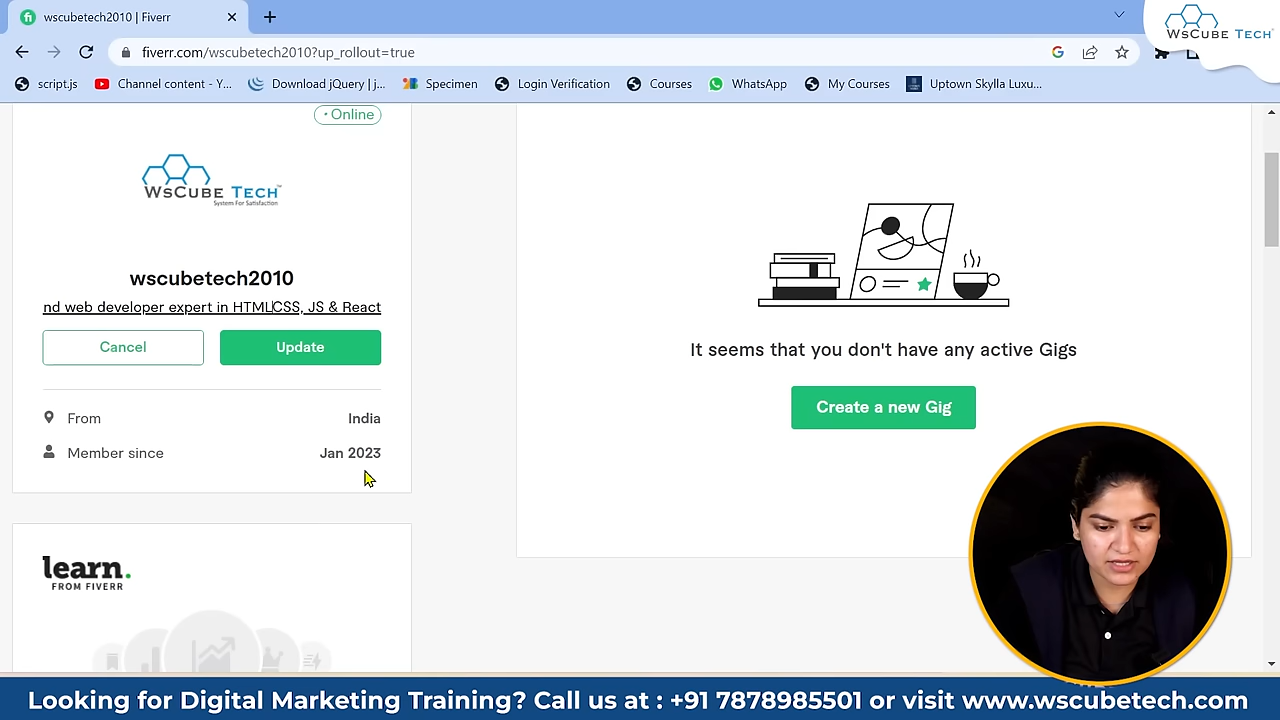 wscubetech2010 | Fiverr
WsCube Tech
fiverr.com/wscubetech2010?up_rollout=true
script.js
Channel content - Y...
Download jQuery | j...
Specimen
Login Verification
Courses
WhatsApp
My Courses
Uptown Skylla Luxu...
Online
WsCube Tech
System For Satisfaction
wscubetech2010
nd web developer expert in HTMLCSS, JS & React
Cancel
Update
From
India
Member since
Jan 2023
It seems that you don't have any active Gigs
Create a new Gig
learn.
FROM FIVERR
Looking for Digital Marketing Training? Call us at : +91 7878985501 or visit www.wscubetech.com